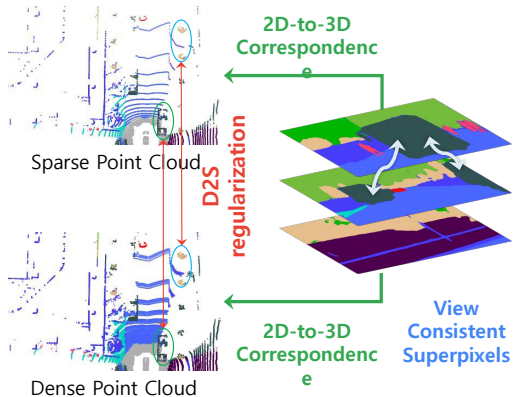 2D-to-3D
Correspondenc
e
Sparse Point Cloud
D2S
regularization
2D-to-3D
Correspondenc
e
View
Consistent
Superpixels
Dense Point Cloud